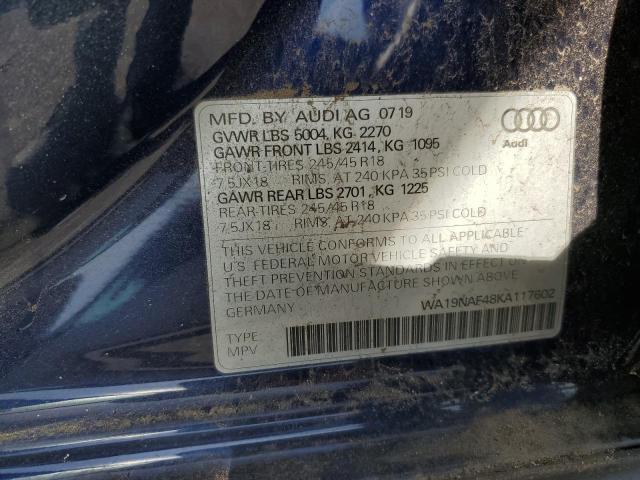 MFD. BY AUDI AG 07 19
GVWR LBS 5004, KG 2270
GAWR FRONT LBS 2414, KG 1095
FRONT-TIRES 245/45 R18
7,5JX18 RIMS, AT 240 KPA 35 PSI COLD
GAWR REAR LBS 2701, KG 1225
REAR-TIRES 245/45 R18
7,5JX18 RIMS, AT 240 KPA 35 PSI COLD
THIS VEHICLE CONFORMS TO ALL APPLICABLE
U.S. FEDERAL MOTOR VEHICLE SAFETY AND
THEFT PREVENTION STANDARDS IN EFFECT ON
THE DATE OF MANUFACTURE SHOWN ABOVE.
GERMANY
WA19NAF48KA117602
TYPE
MPV
Audi